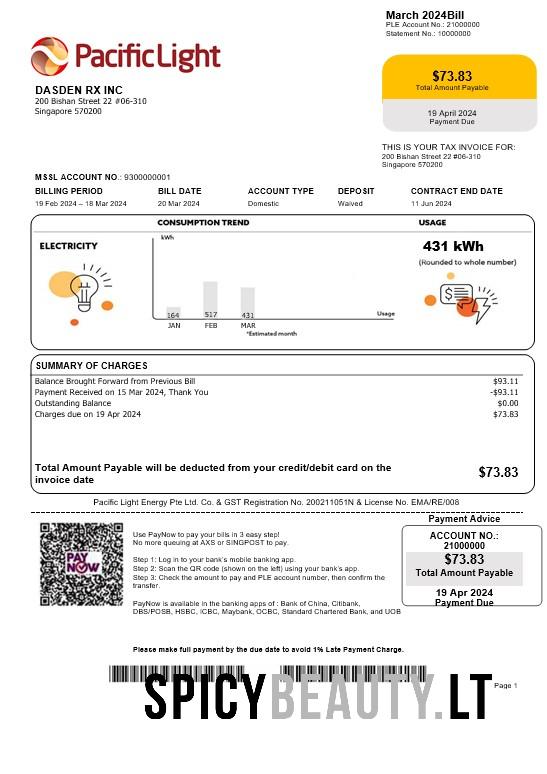 March 2024Bill
PLE Account No.: 21000000
Statement No.: 10000000
PacificLight
$73.83
Total Amount Payable
19 April 2024
Payment Due
DASDEN RX INC
200 Bishan Street 22 #06-310
Singapore 570200
THIS IS YOUR TAX INVOICE FOR:
200 Bishan Street 22 #06-310
Singapore 570200
MSSL ACCOUNT NO.: 9300000001
BILLING PERIOD BILL DATE ACCOUNT TYPE DEPOSIT CONTRACT END DATE
19 Feb 2024 – 18 Mar 2024 20 Mar 2024 Domestic Waived 11 Jun 2024
CONSUMPTION TREND USAGE
kWh
ELECTRICITY
431 kWh
(Rounded to whole number)
164 517 431 Usage
JAN FEB MAR
*Estimated month
SUMMARY OF CHARGES
Balance Brought Forward from Previous Bill $93.11
Payment Received on 15 Mar 2024, Thank You -$93.11
Outstanding Balance $0.00
Charges due on 19 Apr 2024 $73.83
Total Amount Payable will be deducted from your credit/debit card on the
invoice date
$73.83
Pacific Light Energy Pte Ltd. Co. & GST Registration No. 200211051N & License No. EMA/RE/008
Payment Advice
ACCOUNT NO.:
21000000
$73.83
Total Amount Payable
19 Apr 2024
Payment Due
PAY
NOW
Use PayNow to pay your bills in 3 easy step!
No more queuing at AXS or SINGPOST to pay.
Step 1: Log in to your bank's mobile banking app.
Step 2: Scan the QR code (shown on the left) using your bank's app.
Step 3: Check the amount to pay and PLE account number, then confirm the
transfer.
PayNow is available in the banking apps of : Bank of China, Citibank,
DBS/POSB, HSBC, ICBC, Maybank, OCBC, Standard Chartered Bank, and UOB
Please make full payment by the due date to avoid 1% Late Payment Charge.
SPICYBEAUTY.LT
Page 1